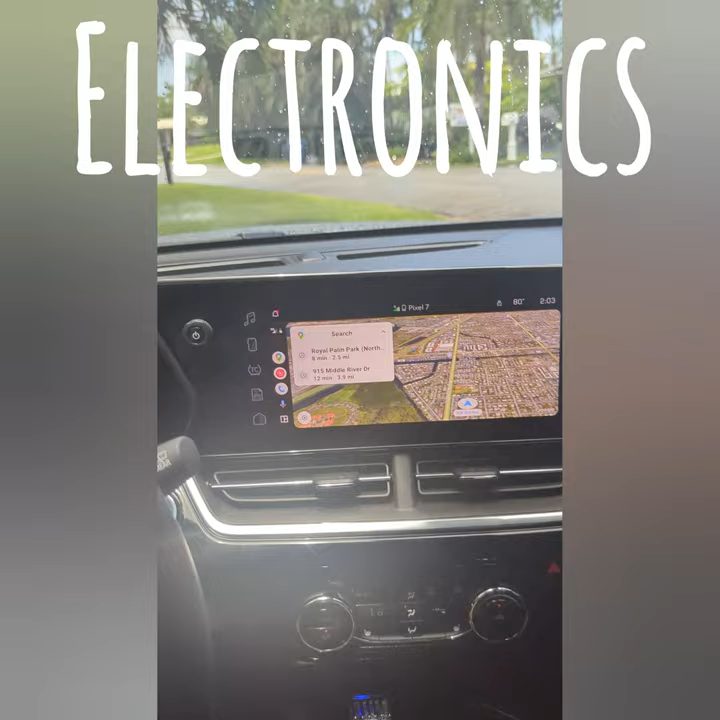 ELECTRONICS
Pixel 7
80°
2:03
Search
Royal Palm Park (North...
8 min · 2.5 mi
915 Middle River Dr
12 min · 3.9 mi